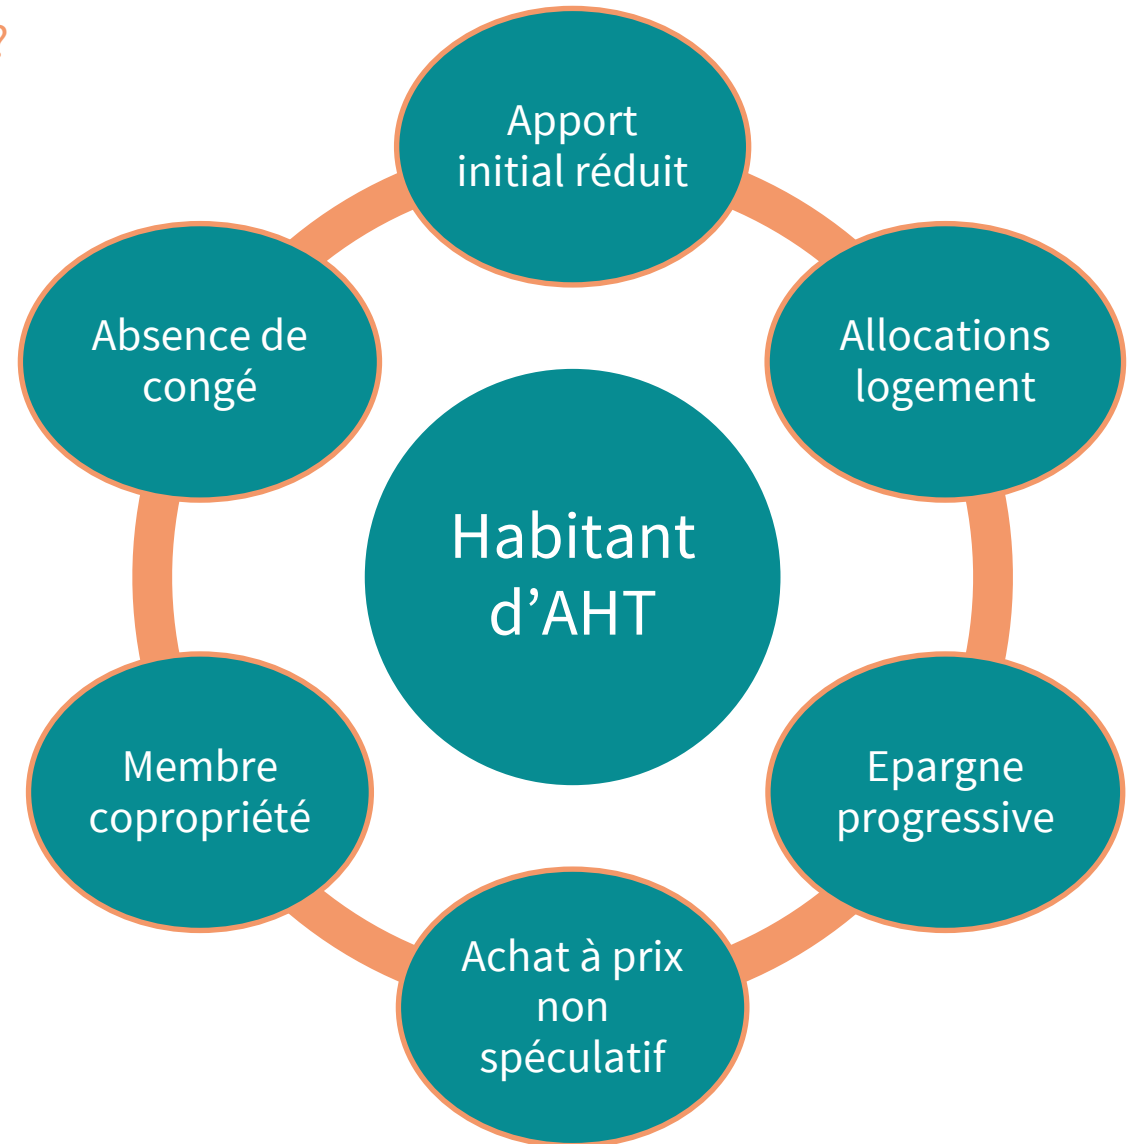 ?
Apport
initial réduit
Absence de
congé
Allocations
logement
Habitant
d’AHT
Membre
copropriété
Epargne
progressive
Achat à prix
non
spéculatif